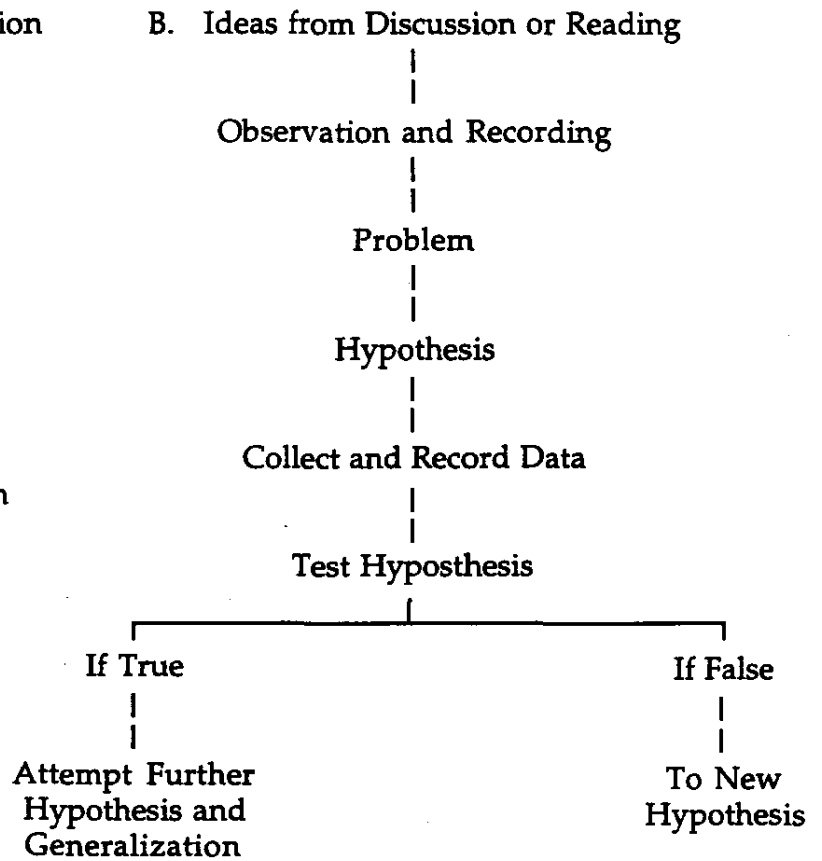 ion
B. Ideas from Discussion or Reading
Observation and Recording
Problem
Hypothesis
Collect and Record Data
n
Test Hyposthesis
If True
If False
Attempt Further
Hypothesis and
Generalization
To New
Hypothesis